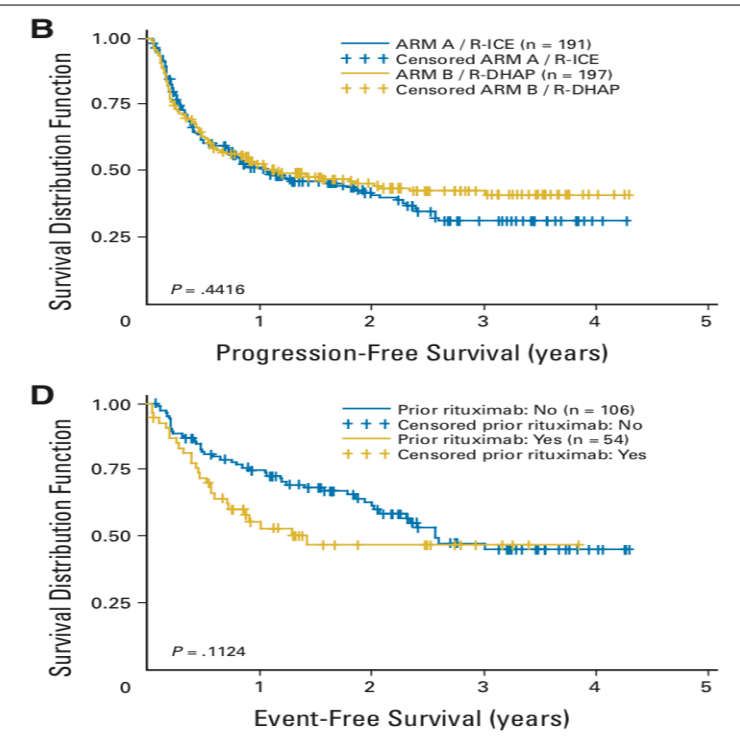 B
1.00
0.75
0.50
0.25
0
Survival Distribution Function
ARM A / R-ICE (n = 191)
Censored ARM A / R-ICE
ARM B / R-DHAP (n = 197)
Censored ARM B / R-DHAP
P = .4416
1 2 3 4 5
Progression-Free Survival (years)
D
1.00
0.75
0.50
0.25
0
Survival Distribution Function
Prior rituximab: No (n = 106)
Censored prior rituximab: No
Prior rituximab: Yes (n = 54)
Censored prior rituximab: Yes
P = .1124
1 2 3 4 5
Event-Free Survival (years)